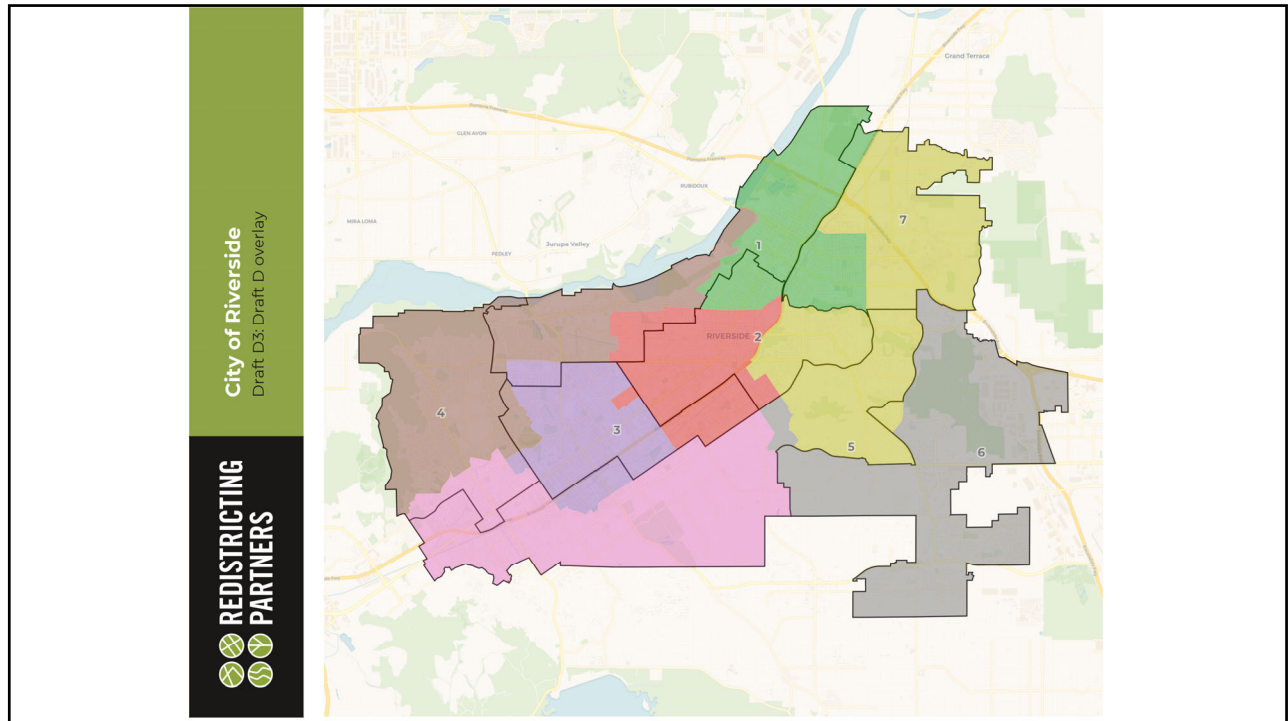 City of Riverside
Draft D3: Draft D overlay
REDISTRICTING
PARTNERS
Grand Terrace
GLEN AVON
RUBIDOUX
MIRA LOMA
Jurupa Valley
PEDLEY
RIVERSIDE
1
2
3
4
5
6
7